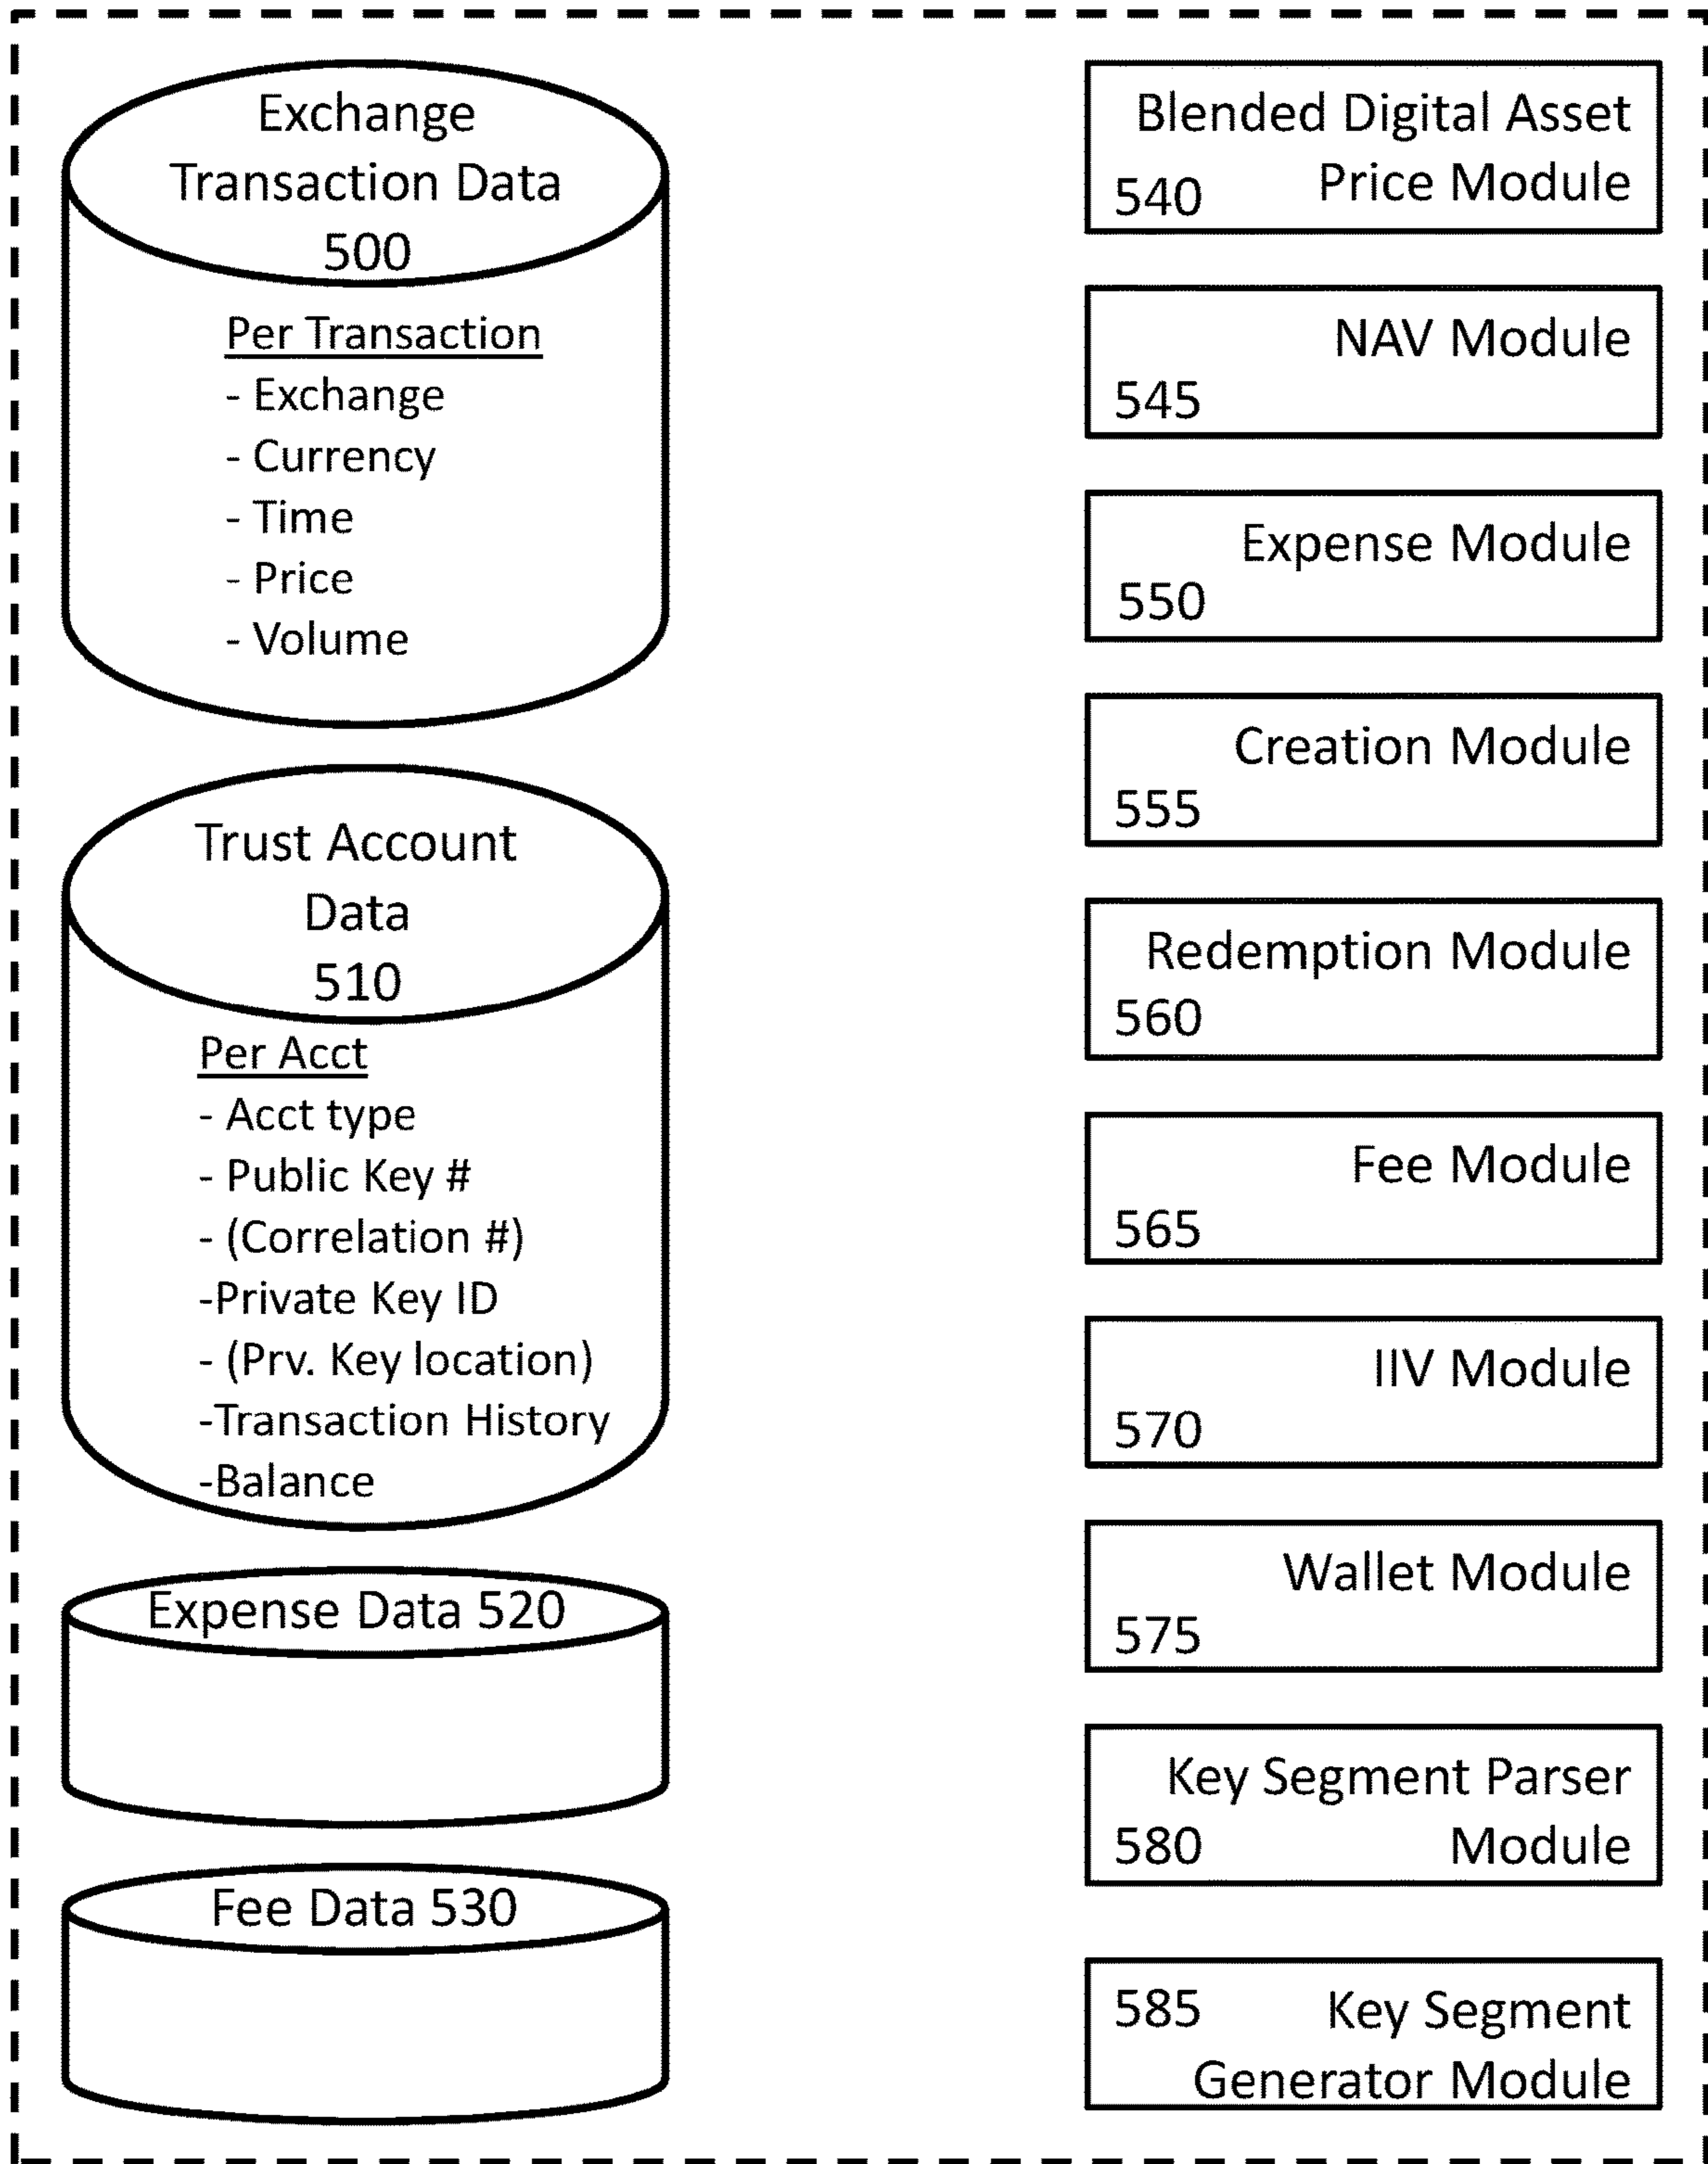 Exchange
Transaction Data
500
Per Transaction
- Exchange
- Currency
- Time
- Price
- Volume
Trust Account
Data
510
Per Acct
- Acct type
- Public Key #
- (Correlation #)
-Private Key ID
- (Prv. Key location)
-Transaction History
-Balance
Expense Data 520
Fee Data 530
Blended Digital Asset
540 Price Module
NAV Module
545
Expense Module
550
Creation Module
555
Redemption Module
560
Fee Module
565
IIV Module
570
Wallet Module
575
Key Segment Parser
580 Module
585 Key Segment
Generator Module